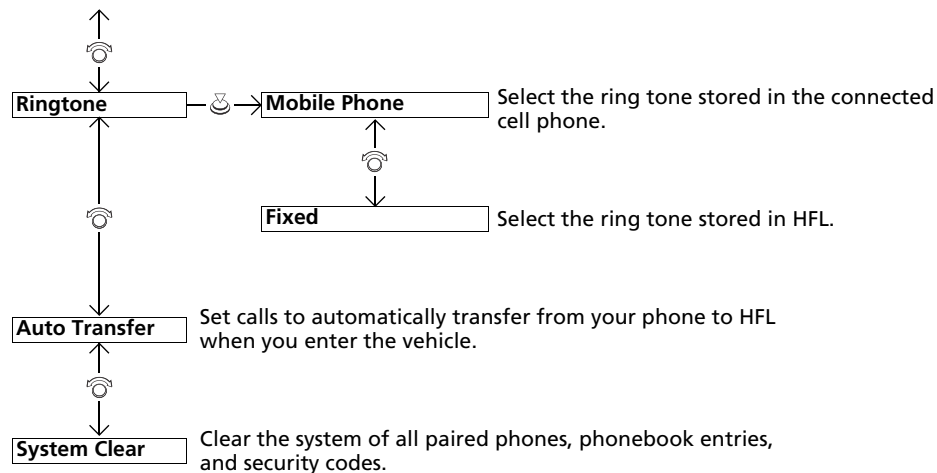 Ringtone
Mobile Phone
Select the ring tone stored in the connected
cell phone.
Fixed
Select the ring tone stored in HFL.
Auto Transfer
Set calls to automatically transfer from your phone to HFL
when you enter the vehicle.
System Clear
Clear the system of all paired phones, phonebook entries,
and security codes.